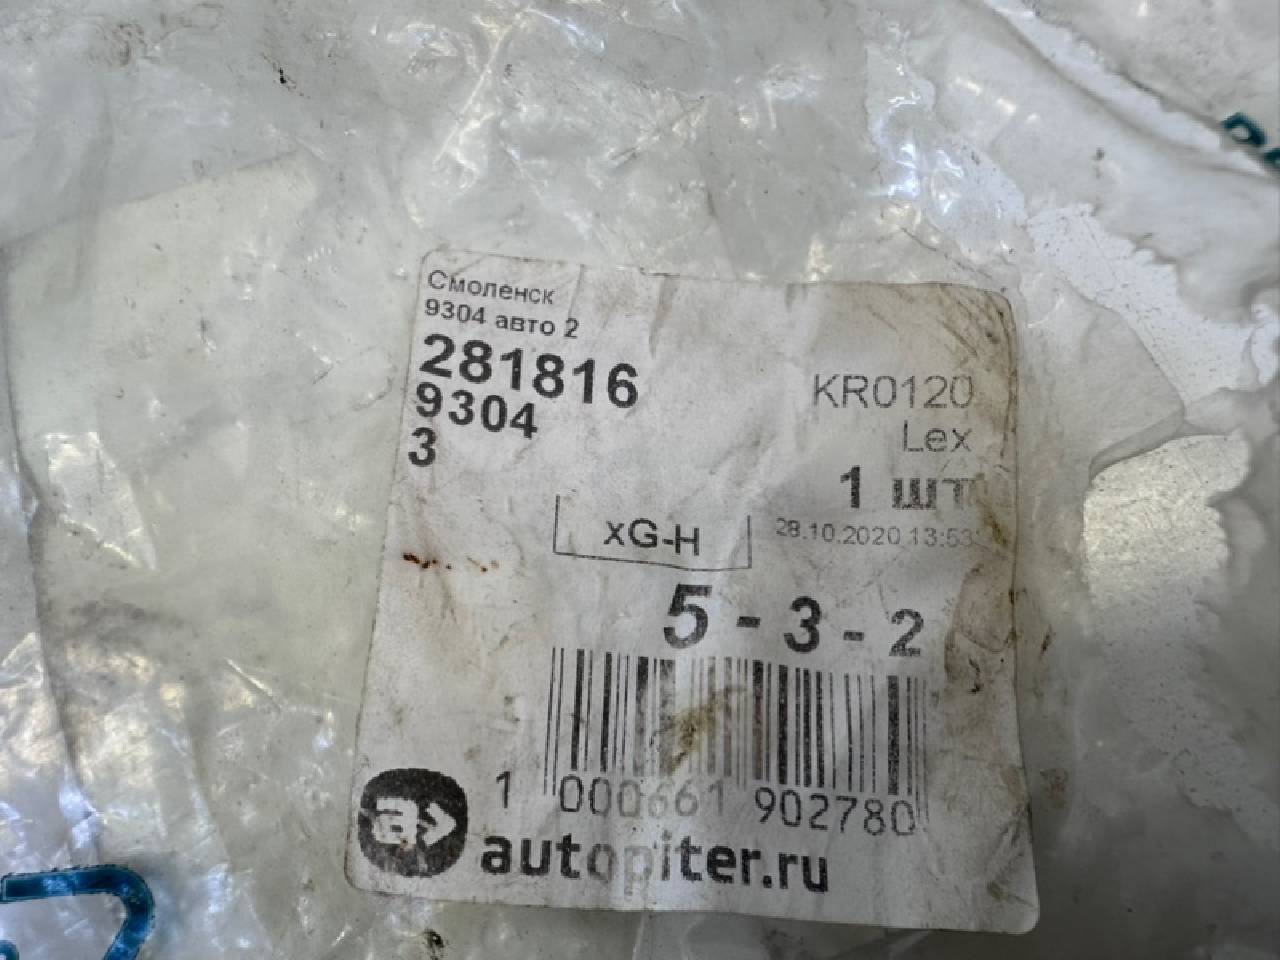 Смоленск
9304 авто 2
281816
9304
3
KR0120
Lex
1 шт
28.10.2020 13:53
xG-H
5 - 3 - 2
1 000661 902780
a>
autopiter.ru